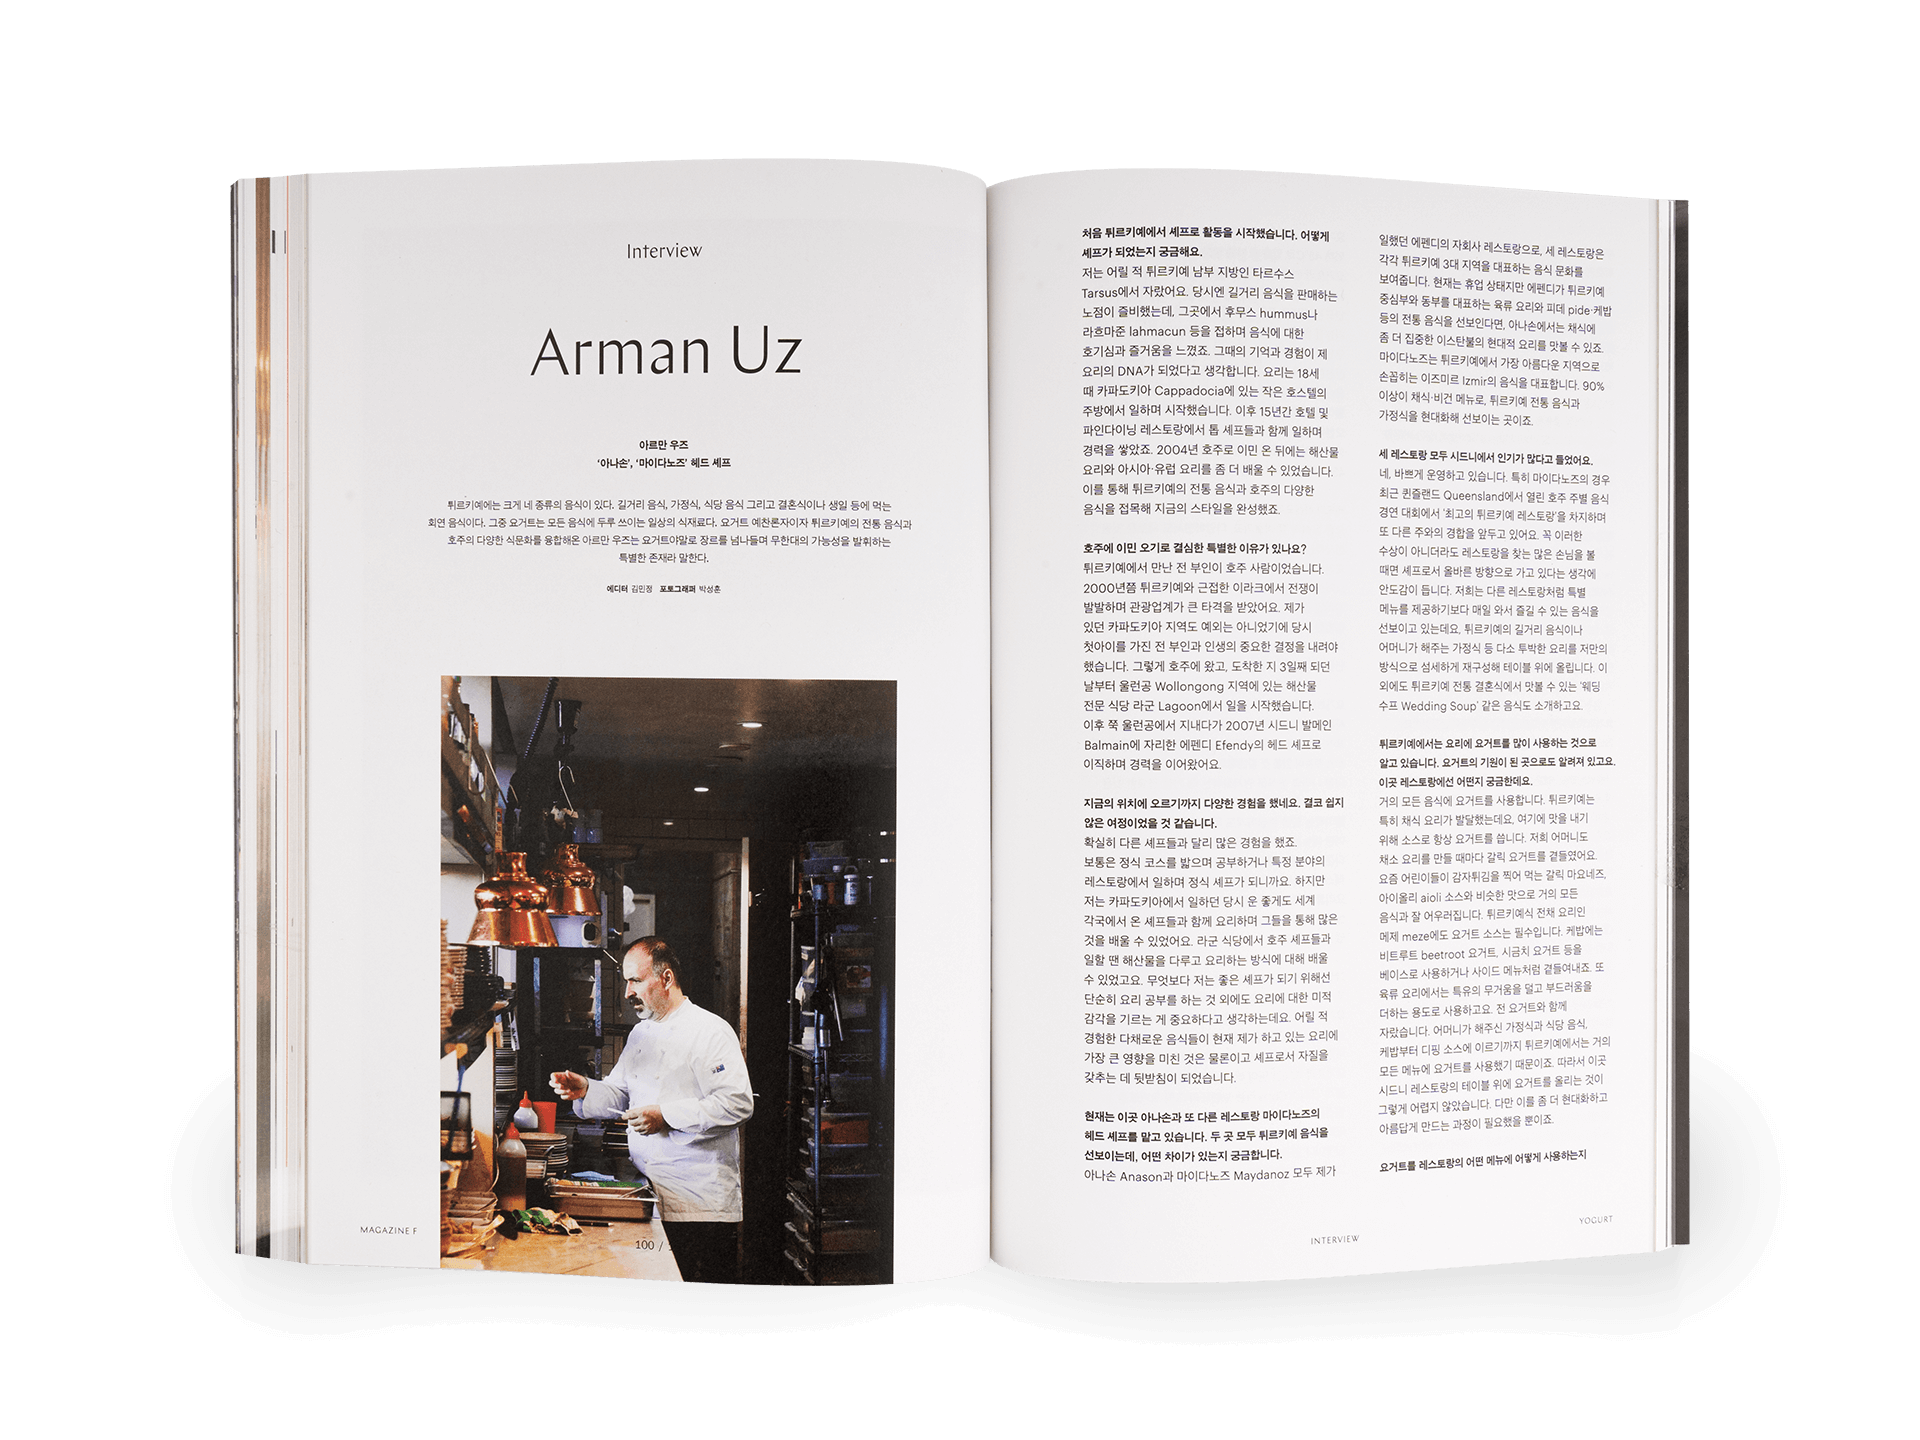 Interview
Arman Uz
아르만 우즈
‘아나손’, ‘마이다노즈’ 헤드 셰프
튀르키예에는 크게 네 종류의 음식이 있다. 길거리 음식, 가정식, 식당 음식 그리고 결혼식이나 생일 등에 먹는
회연 음식이다. 그중 요거트는 모든 음식에 두루 쓰이는 일상의 식재료다. 요거트 예찬론자이자 튀르키예의 전통 음식과
호주의 다양한 식문화를 융합해온 아르만 우즈는 요거트야말로 장르를 넘나들며 무한대의 가능성을 발휘하는
특별한 존재라 말한다.
에디터 김민정 포토그래퍼 박성훈
MAGAZINE F
100 /
처음 튀르키예에서 셰프로 활동을 시작했습니다. 어떻게
셰프가 되었는지 궁금해요.
저는 어릴 적 튀르키예 남부 지방인 타르수스
Tarsus에서 자랐어요. 당시엔 길거리 음식을 판매하는
노점이 즐비했는데, 그곳에서 후무스 hummus나
라흐마준 lahmacun 등을 접하며 음식에 대한
호기심과 즐거움을 느꼈죠. 그때의 기억과 경험이 제
요리의 DNA가 되었다고 생각합니다. 요리는 18세
때 카파도키아 Cappadocia에 있는 작은 호스텔의
주방에서 일하며 시작했습니다. 이후 15년간 호텔 및
파인다이닝 레스토랑에서 톱 셰프들과 함께 일하며
경력을 쌓았죠. 2004년 호주로 이민 온 뒤에는 해산물
요리와 아시아·유럽 요리를 좀 더 배울 수 있었습니다.
이를 통해 튀르키예의 전통 음식과 호주의 다양한
음식을 접목해 지금의 스타일을 완성했죠.
호주에 이민 오기로 결심한 특별한 이유가 있나요?
튀르키예에서 만난 전 부인이 호주 사람이었습니다.
2000년쯤 튀르키예와 근접한 이라크에서 전쟁이
발발하며 관광업계가 큰 타격을 받았어요. 제가
있던 카파도키아 지역도 예외는 아니었기에 당시
첫아이를 가진 전 부인과 인생의 중요한 결정을 내려야
했습니다. 그렇게 호주에 왔고, 도착한 지 3일째 되던
날부터 울런공 Wollongong 지역에 있는 해산물
전문 식당 라군 Lagoon에서 일을 시작했습니다.
이후 쭉 울런공에서 지내다가 2007년 시드니 발메인
Balmain에 자리한 에펜디 Efendy의 헤드 셰프로
이직하며 경력을 이어왔어요.
지금의 위치에 오르기까지 다양한 경험을 했네요. 결코 쉽지
않은 여정이었을 것 같습니다.
확실히 다른 셰프들과 달리 많은 경험을 했죠.
보통은 정식 코스를 밟으며 공부하거나 특정 분야의
레스토랑에서 일하며 정식 셰프가 되니까요. 하지만
저는 카파도키아에서 일하던 당시 운 좋게도 세계
각국에서 온 셰프들과 함께 요리하며 그들을 통해 많은
것을 배울 수 있었어요. 라군 식당에서 호주 셰프들과
일할 땐 해산물을 다루고 요리하는 방식에 대해 배울
수 있었고요. 무엇보다 저는 좋은 셰프가 되기 위해선
단순히 요리 공부를 하는 것 외에도 요리에 대한 미적
감각을 기르는 게 중요하다고 생각하는데요. 어릴 적
경험한 다채로운 음식들이 현재 제가 하고 있는 요리에
가장 큰 영향을 미친 것은 물론이고 셰프로서 자질을
갖추는 데 뒷받침이 되었습니다.
현재는 이곳 아나손과 또 다른 레스토랑 마이다노즈의
헤드 셰프를 맡고 있습니다. 두 곳 모두 튀르키예 음식을
선보이는데, 어떤 차이가 있는지 궁금합니다.
아나손 Anason과 마이다노즈 Maydanoz 모두 제가
일했던 에펜디의 자회사 레스토랑으로, 세 레스토랑은
각각 튀르키예 3대 지역을 대표하는 음식 문화를
보여줍니다. 현재는 휴업 상태지만 에펜디가 튀르키예
중심부와 동부를 대표하는 육류 요리와 피데 pide·케밥
등의 전통 음식을 선보인다면, 아나손에서는 채식에
좀 더 집중한 이스탄불의 현대적 요리를 맛볼 수 있죠.
마이다노즈는 튀르키예에서 가장 아름다운 지역으로
손꼽히는 이즈미르 Izmir의 음식을 대표합니다. 90%
이상이 채식·비건 메뉴로, 튀르키예 전통 음식과
가정식을 현대화해 선보이는 곳이죠.
세 레스토랑 모두 시드니에서 인기가 많다고 들었어요.
네, 바쁘게 운영하고 있습니다. 특히 마이다노즈의 경우
최근 퀸즐랜드 Queensland에서 열린 호주 주별 음식
경연 대회에서 ‘최고의 튀르키예 레스토랑’을 차지하며
또 다른 주와의 경합을 앞두고 있어요. 꼭 이러한
수상이 아니더라도 레스토랑을 찾는 많은 손님을 볼
때면 셰프로서 올바른 방향으로 가고 있다는 생각에
안도감이 듭니다. 저희는 다른 레스토랑처럼 특별
메뉴를 제공하기보다 매일 와서 즐길 수 있는 음식을
선보이고 있는데요, 튀르키예의 길거리 음식이나
어머니가 해주는 가정식 등 다소 투박한 요리를 저만의
방식으로 섬세하게 재구성해 테이블 위에 올립니다. 이
외에도 튀르키예 전통 결혼식에서 맛볼 수 있는 ‘웨딩
수프 Wedding Soup’ 같은 음식도 소개하고요.
튀르키예에서는 요리에 요거트를 많이 사용하는 것으로
알고 있습니다. 요거트의 기원이 된 곳으로도 알려져 있고요.
이곳 레스토랑에선 어떤지 궁금한데요.
거의 모든 음식에 요거트를 사용합니다. 튀르키예는
특히 채식 요리가 발달했는데요, 여기에 맛을 내기
위해 소스로 항상 요거트를 씁니다. 저희 어머니도
채소 요리를 만들 때마다 갈릭 요거트를 곁들였어요.
요즘 어린이들이 감자튀김을 찍어 먹는 갈릭 마요네즈,
아이올리 aioli 소스와 비슷한 맛으로 거의 모든
음식과 잘 어우러집니다. 튀르키예식 전채 요리인
메제 meze에도 요거트 소스는 필수입니다. 케밥에는
비트루트 beetroot 요거트, 시금치 요거트 등을
베이스로 사용하거나 사이드 메뉴처럼 곁들여내죠. 또
육류 요리에서는 특유의 무거움을 덜고 부드러움을
더하는 용도로 사용하고요. 전 요거트와 함께
자랐습니다. 어머니가 해주신 가정식과 식당 음식,
케밥부터 디핑 소스에 이르기까지 튀르키예에서는 거의
모든 메뉴에 요거트를 사용했기 때문이죠. 따라서 이곳
시드니 레스토랑의 테이블 위에 요거트를 올리는 것이
그렇게 어렵지 않았습니다. 다만 이를 좀 더 현대화하고
아름답게 만드는 과정이 필요했을 뿐이죠.
요거트를 레스토랑의 어떤 메뉴에 어떻게 사용하는지
INTERVIEW
YOGURT